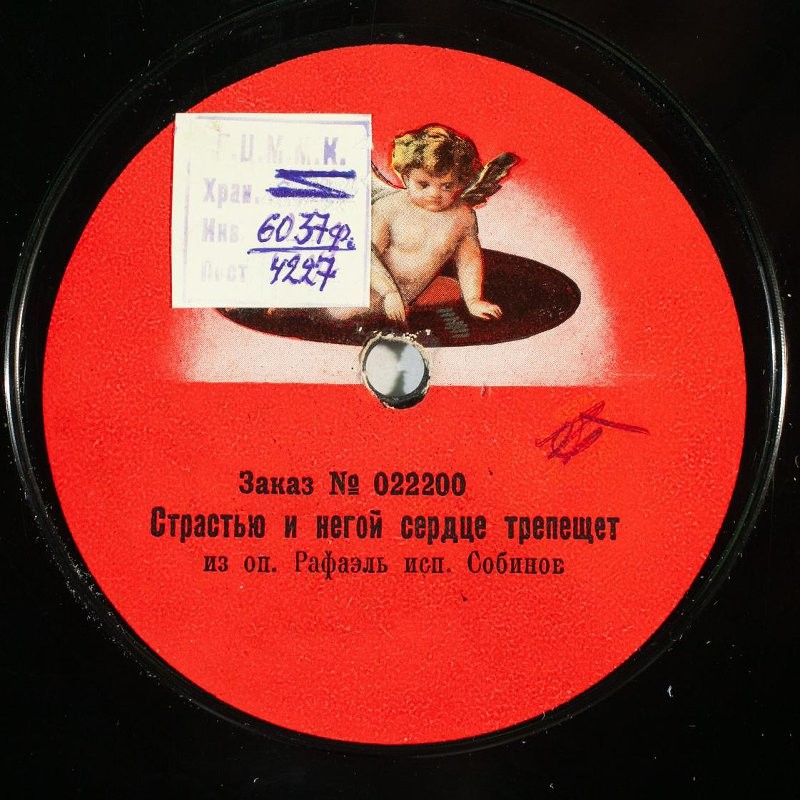 Г.Ц.М.М.К.
Хран.
Инв. 6037ф.
Пост 4227
Заказ № 022200
Страстью и негой сердце трепещет
из оп. Рафаэль исп. Собинов